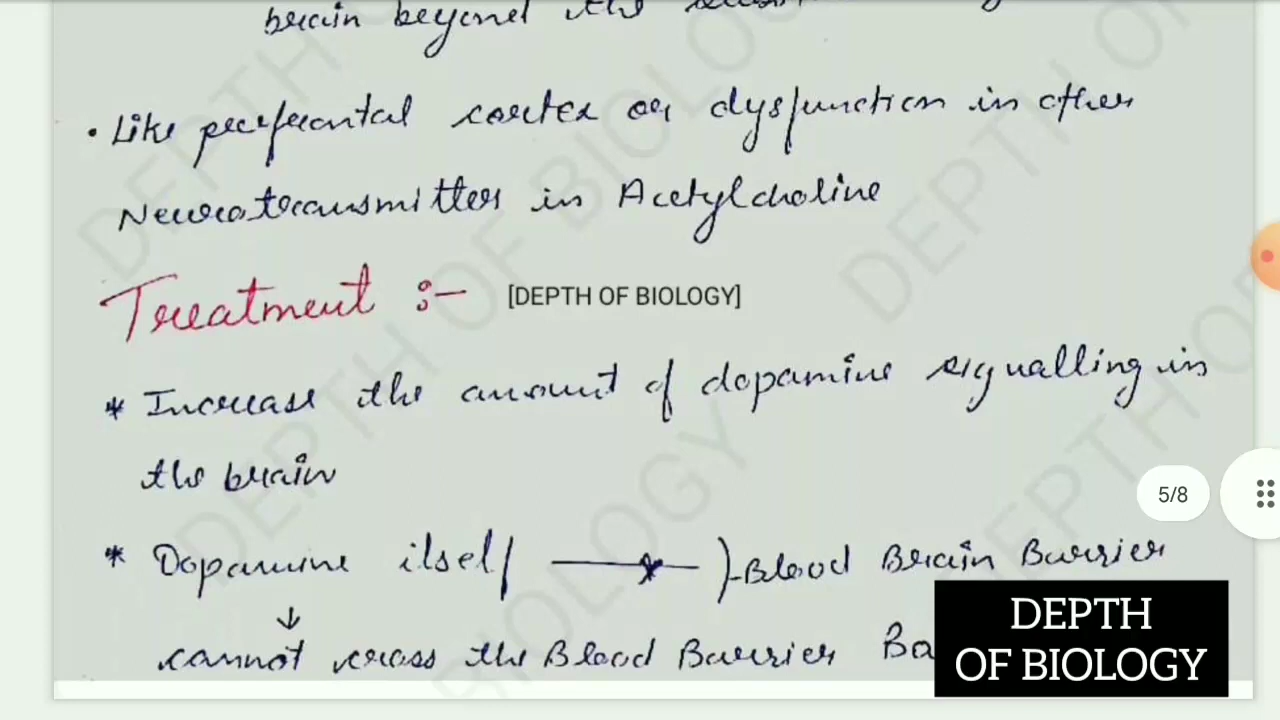 brain beyond the
• Like prefrontal cortex or dysfunction in other
Neurotransmitter in Acetylcholine
Treatment :- [DEPTH OF BIOLOGY]
* Increase the amount of dopamine signalling in
the brain
5/8
* Dopamine itself Blood Brain Barrier
↓
cannot cross the Blood Barrier Ba
DEPTH
OF BIOLOGY